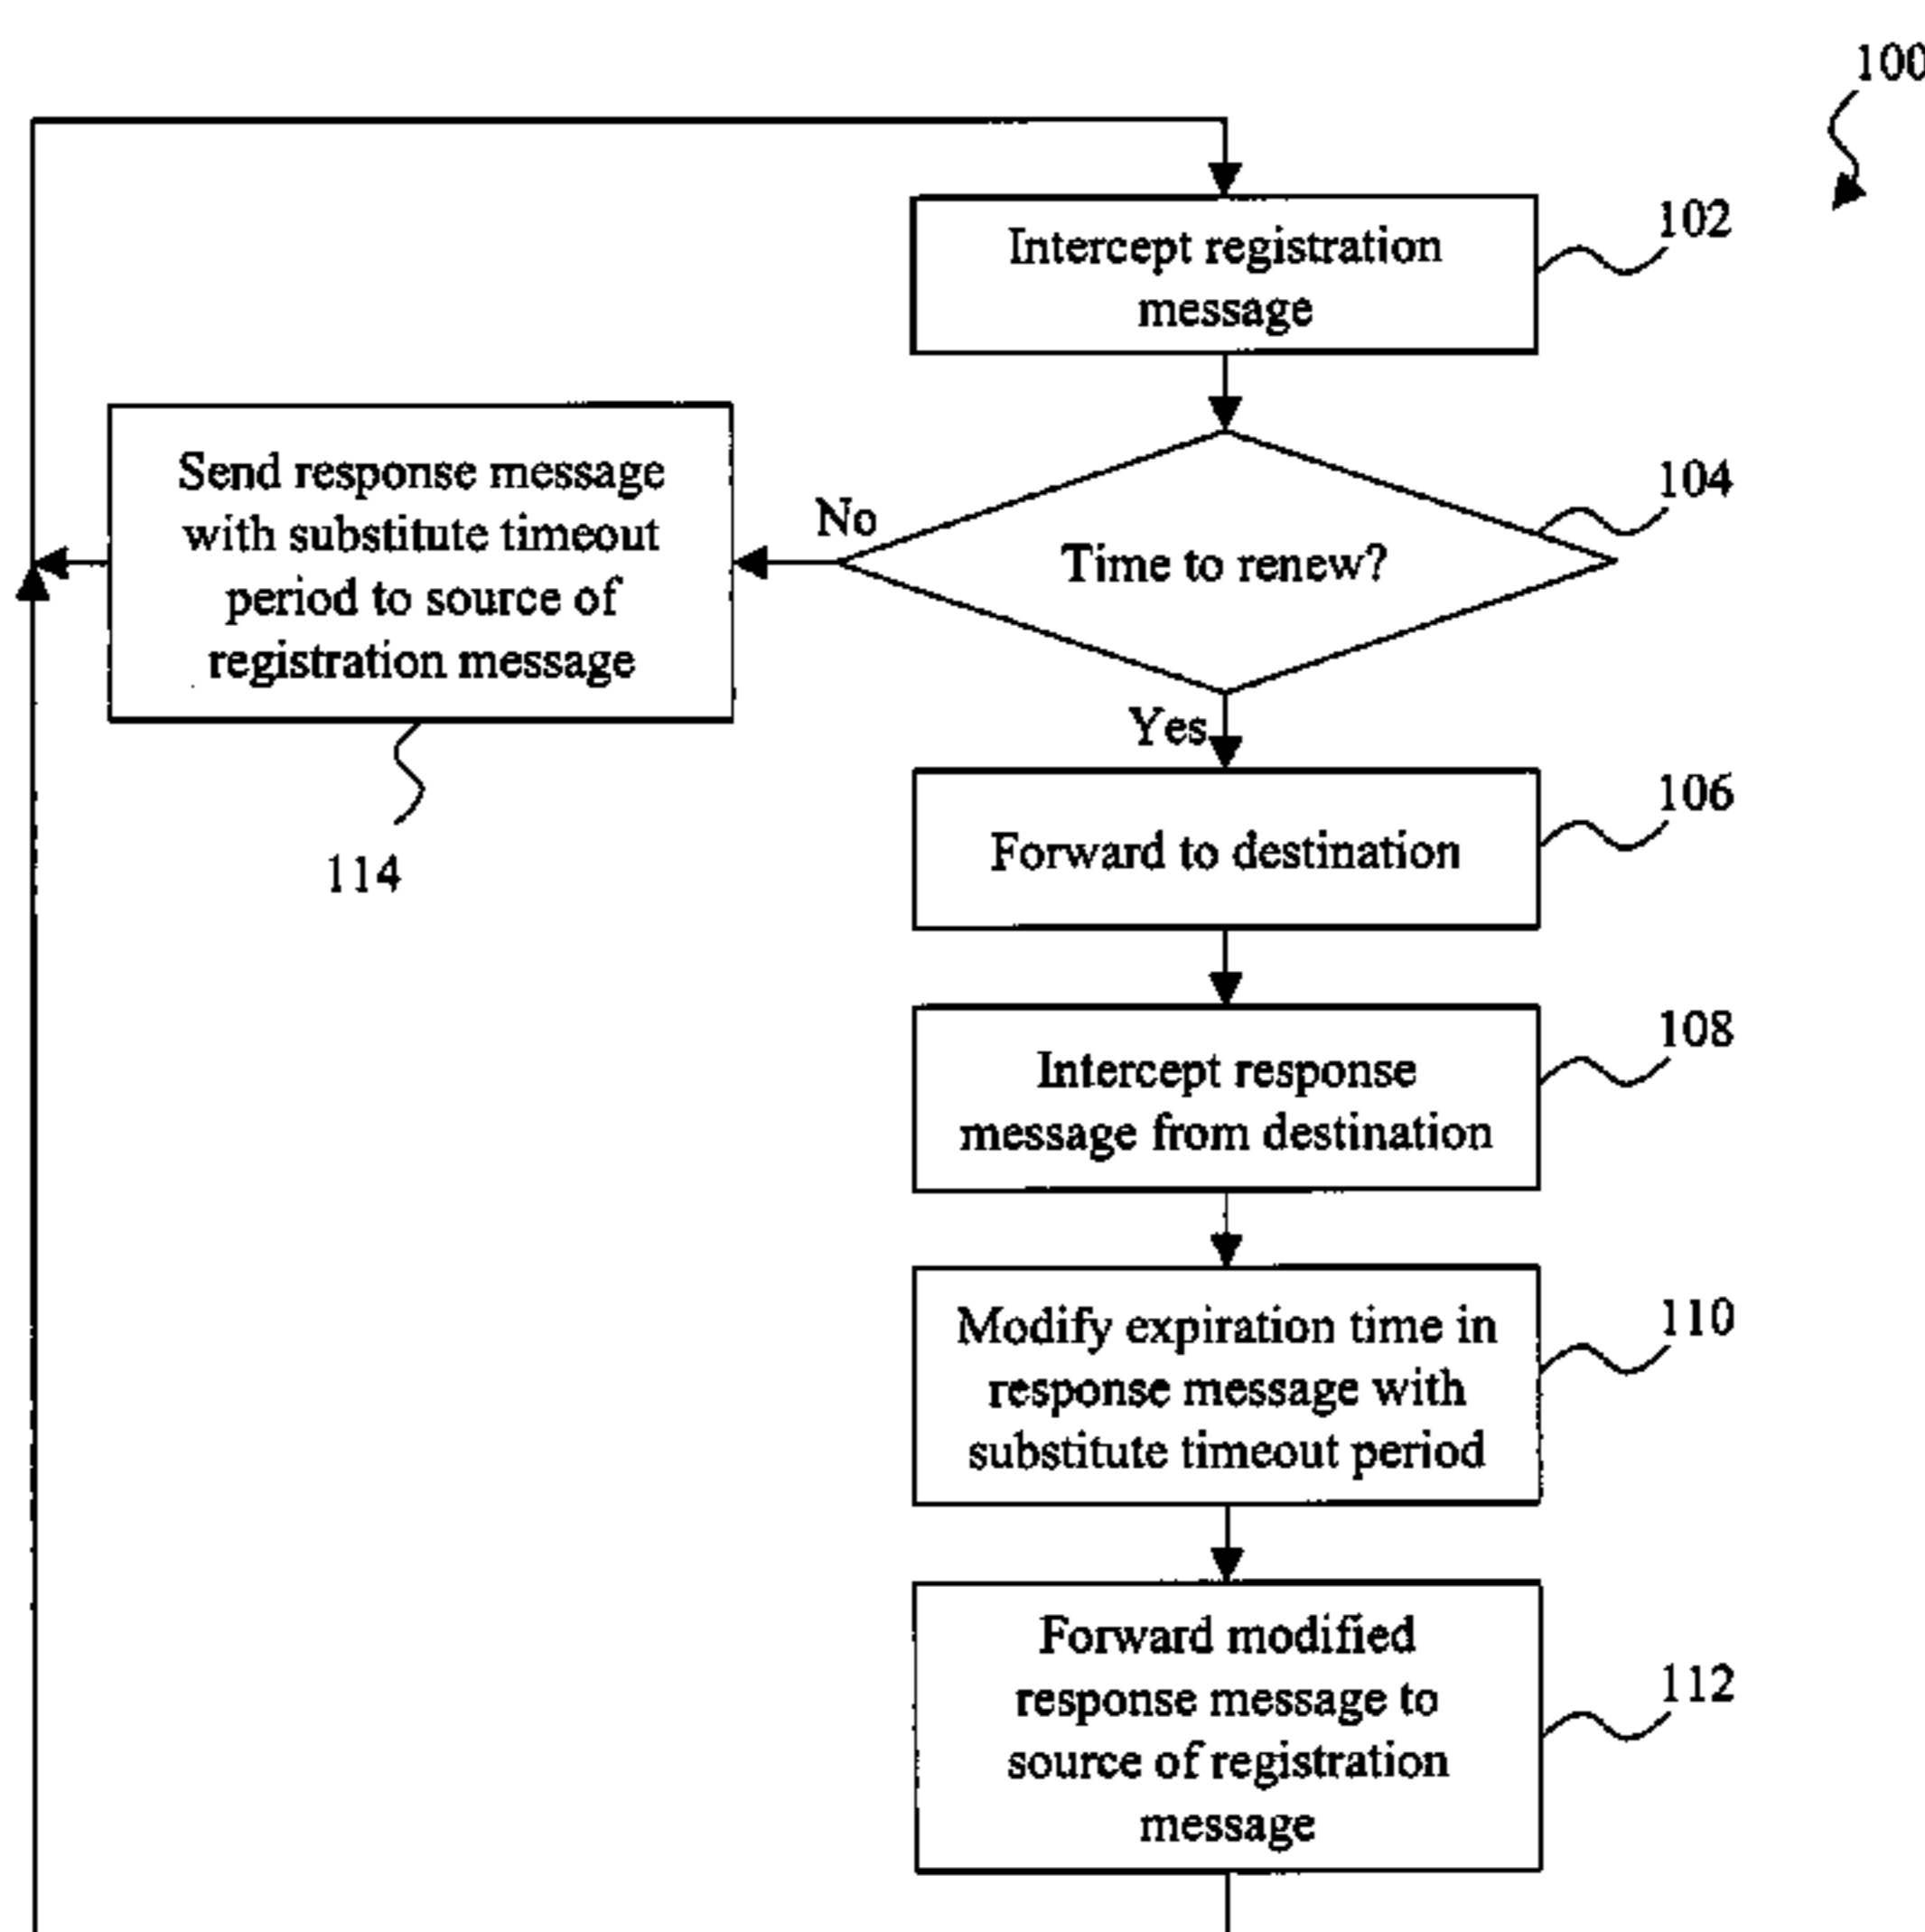 100
Intercept registration
message
102
Send response message
with substitute timeout
period to source of
registration message
114
No
Time to renew?
104
Yes
Forward to destination
106
Intercept response
message from destination
108
Modify expiration time in
response message with
substitute timeout period
110
Forward modified
response message to
source of registration
message
112